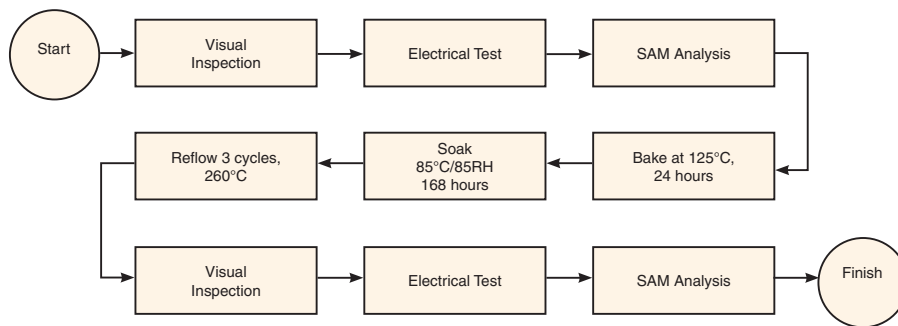 Start
Visual
Inspection
Electrical Test
SAM Analysis
Bake at 125°C,
24 hours
Soak
85°C/85RH
168 hours
Reflow 3 cycles,
260°C
Visual
Inspection
Electrical Test
SAM Analysis
Finish